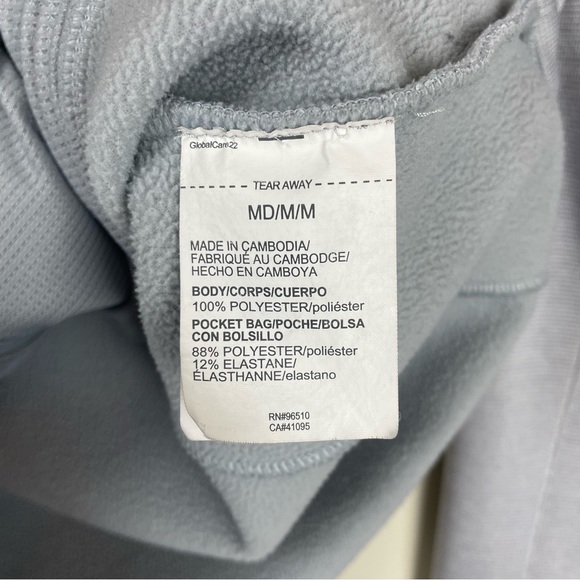 GlobalCare22
TEAR AWAY
MD/M/M
MADE IN CAMBODIA/
FABRIQUÉ AU CAMBODGE/
HECHO EN CAMBOYA
BODY/CORPS/CUERPO
100% POLYESTER/poliéster
POCKET BAG/POCHE/BOLSA
CON BOLSILLO
88% POLYESTER/poliéster
12% ELASTANE/
ÉLASTHANNE/elastano
RN#96510
CA#41095